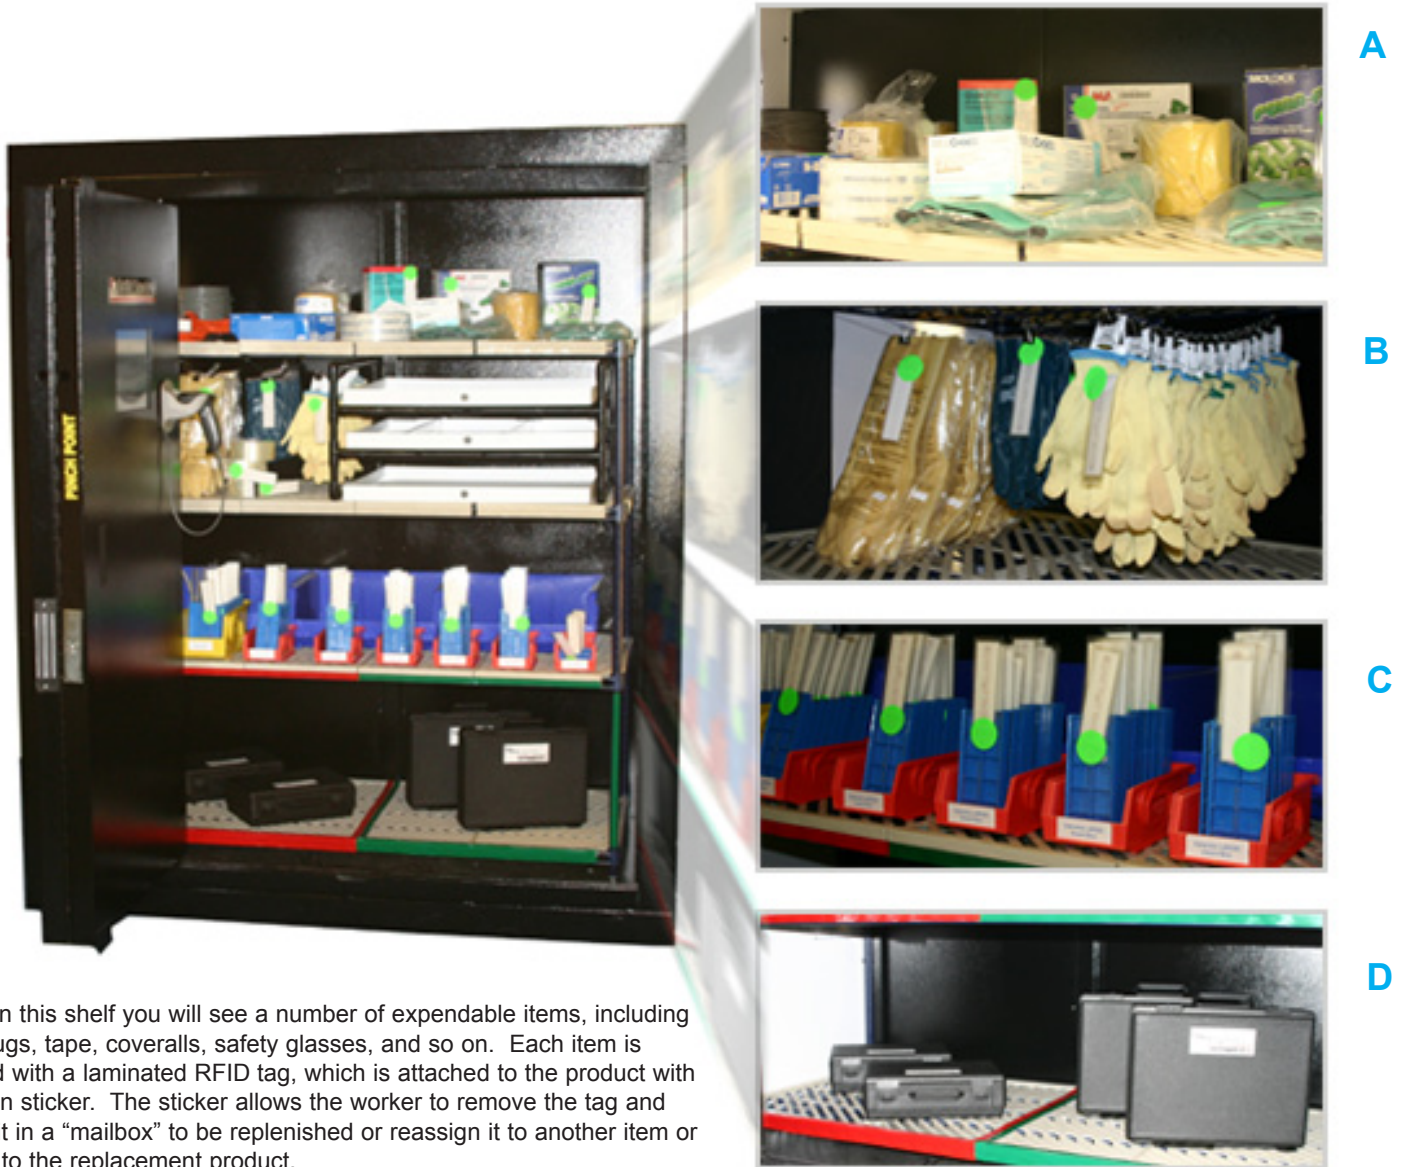 A
B
C
D
PINCH POINT
n this shelf you will see a number of expendable items, including
ugs, tape, coveralls, safety glasses, and so on.  Each item is
d with a laminated RFID tag, which is attached to the product with
n sticker.  The sticker allows the worker to remove the tag and
t in a “mailbox” to be replenished or reassign it to another item or
to the replacement product.